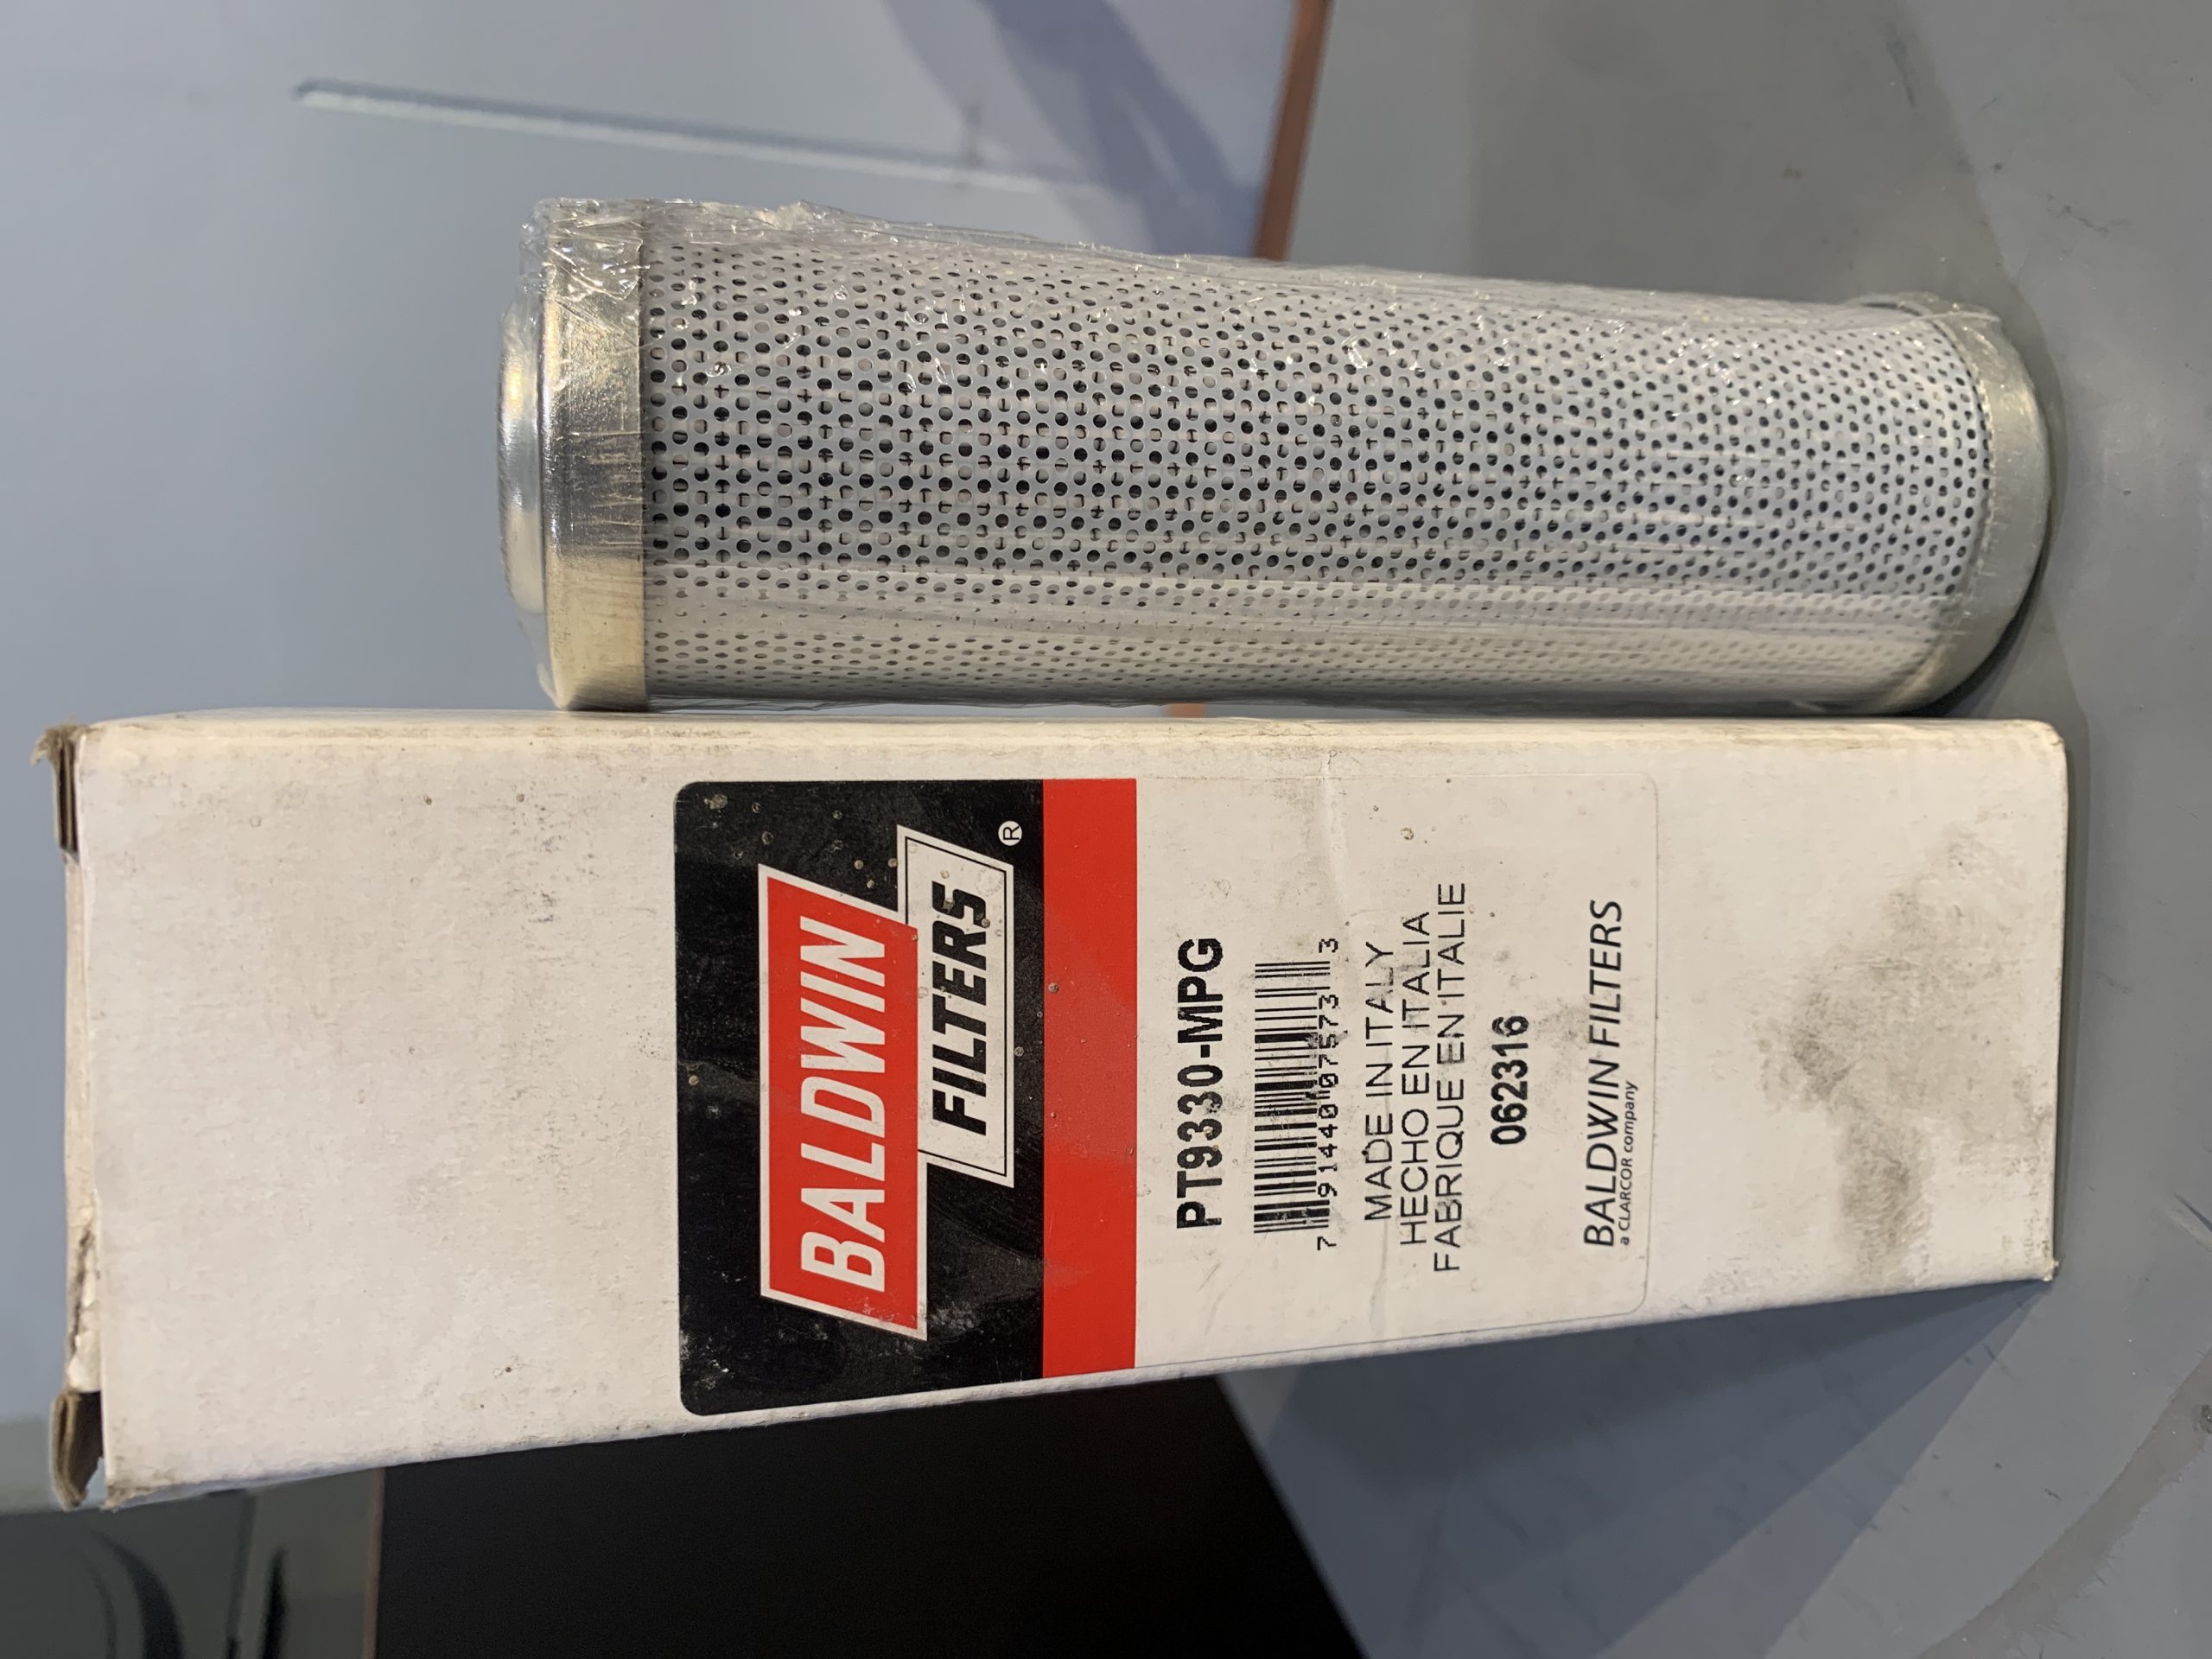 BALDWIN
FILTERS®
PT9330-MPG
7 91440 07573 3
MADE IN ITALY
HECHO EN ITALIA
FABRIQUE EN ITALIE
062316
BALDWIN FILTERS
a CLARCOR company